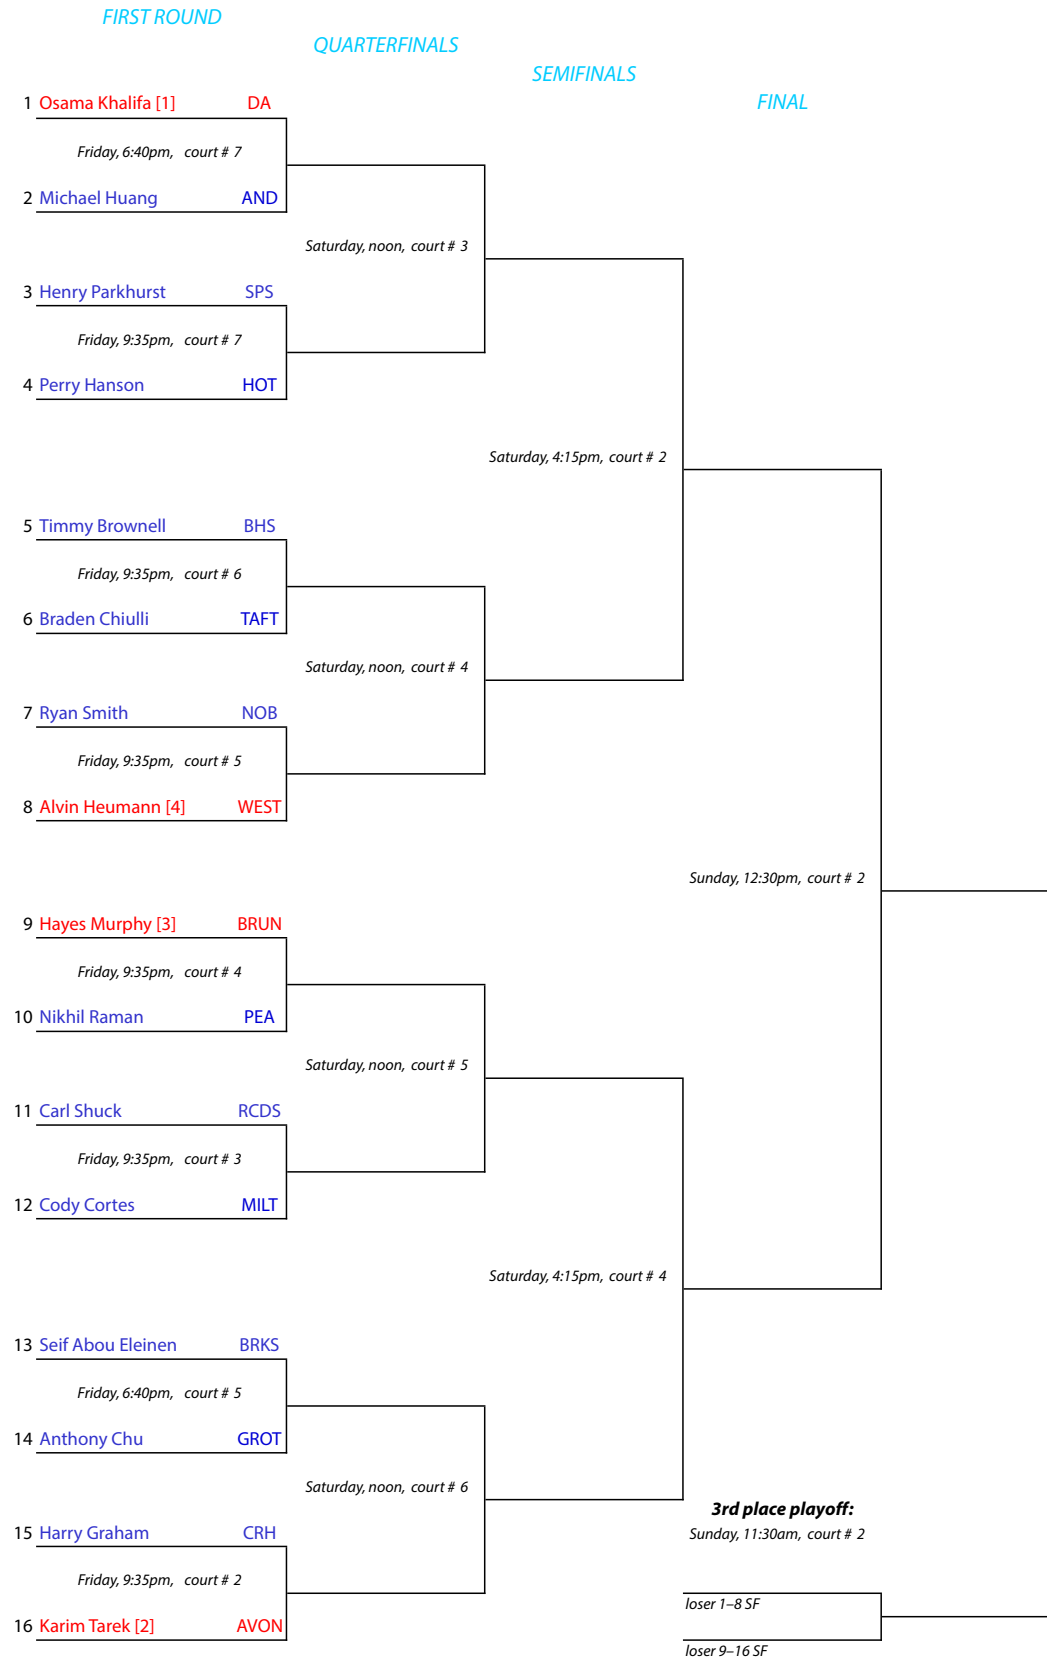 FIRST ROUND
QUARTERFINALS
SEMIFINALS
FINAL
1 Osama Khalifa [1] DA
Friday, 6:40pm, court # 7
2 Michael Huang AND
Saturday, noon, court # 3
3 Henry Parkhurst SPS
Friday, 9:35pm, court # 7
4 Perry Hanson HOT
Saturday, 4:15pm, court # 2
5 Timmy Brownell BHS
Friday, 9:35pm, court # 6
6 Braden Chiulli TAFT
Saturday, noon, court # 4
7 Ryan Smith NOB
Friday, 9:35pm, court # 5
8 Alvin Heumann [4] WEST
Sunday, 12:30pm, court # 2
9 Hayes Murphy [3] BRUN
Friday, 9:35pm, court # 4
10 Nikhil Raman PEA
Saturday, noon, court # 5
11 Carl Shuck RCDS
Friday, 9:35pm, court # 3
12 Cody Cortes MILT
Saturday, 4:15pm, court # 4
13 Seif Abou Eleinen BRKS
Friday, 6:40pm, court # 5
14 Anthony Chu GROT
Saturday, noon, court # 6
3rd place playoff:
15 Harry Graham CRH
Sunday, 11:30am, court # 2
Friday, 9:35pm, court # 2
loser 1–8 SF
16 Karim Tarek [2] AVON
loser 9–16 SF